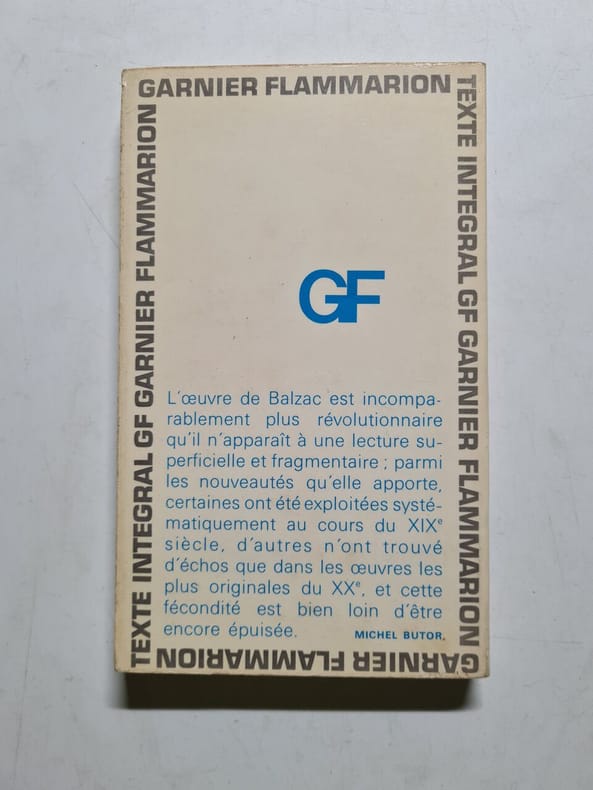 GARNIER FLAMMARION
TEXTE INTEGRAL GF GARNIER FLAMMARION
GF
L'œuvre de Balzac est incompa-
rablement plus révolutionnaire
qu'il n'apparaît à une lecture su-
perficielle et fragmentaire ; parmi
les nouveautés qu'elle apporte,
certaines ont été exploitées systé-
matiquement au cours du XIXe
siècle, d'autres n'ont trouvé
d'échos que dans les œuvres les
plus originales du XXe, et cette
fécondité est bien loin d'être
encore épuisée.
MICHEL BUTOR.
GARNIER FLAMMARION
TEXTE INTEGRAL GF GARNIER FLAMMARION